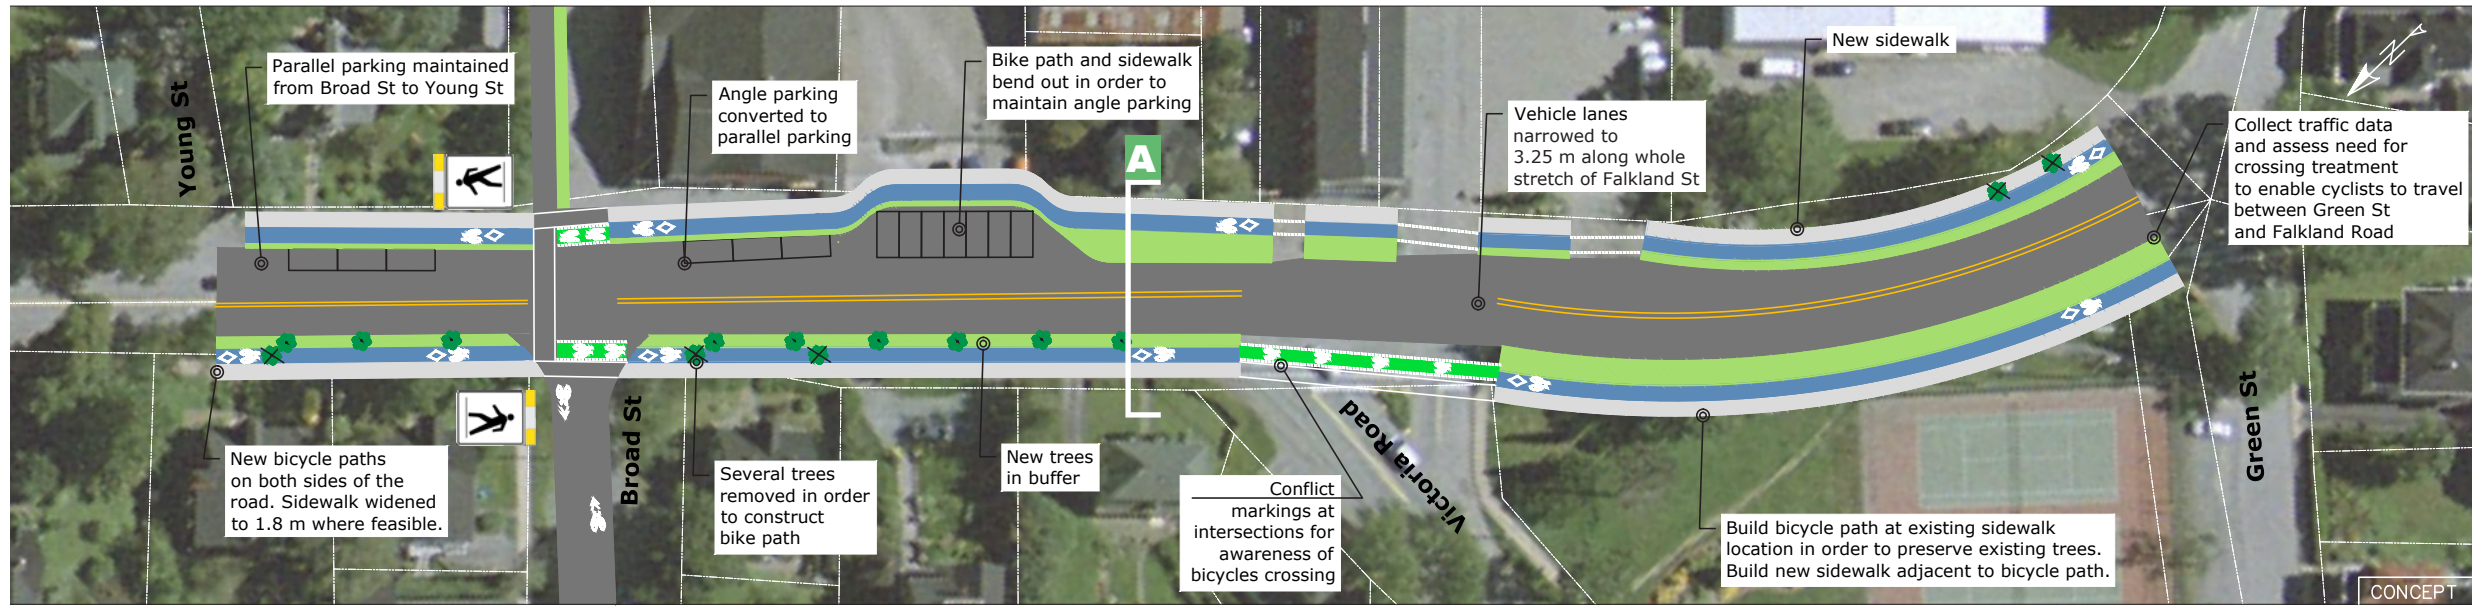 Young St
Parallel parking maintained
from Broad St to Young St
Angle parking
converted to
parallel parking
Bike path and sidewalk
bend out in order to
maintain angle parking
A
Vehicle lanes
narrowed to
3.25 m along whole
stretch of Falkland St
New sidewalk
N
Collect traffic data
and assess need for
crossing treatment
to enable cyclists to travel
between Green St
and Falkland Road
New bicycle paths
on both sides of the
road. Sidewalk widened
to 1.8 m where feasible.
Broad St
Several trees
removed in order
to construct
bike path
New trees
in buffer
Conflict
markings at
intersections for
awareness of
bicycles crossing
Victoria Road
Build bicycle path at existing sidewalk
location in order to preserve existing trees.
Build new sidewalk adjacent to bicycle path.
Green St
CONCEPT